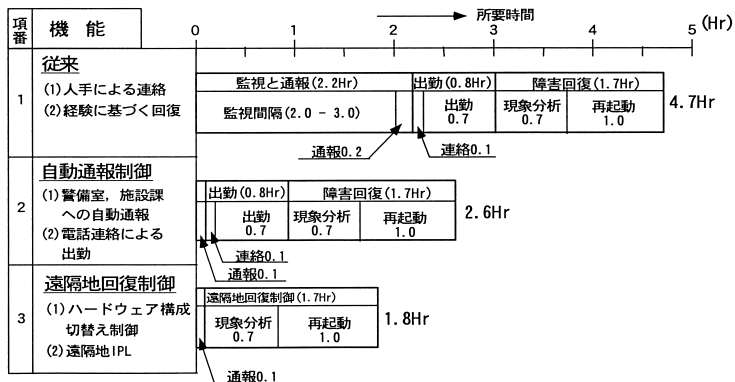 項番
機能
所要時間
0 1 2 3 4 5 (Hr)
1
従来
(1)人手による連絡
(2)経験に基づく回復
監視と通報(2.2Hr)
出勤(0.8Hr)
障害回復(1.7Hr)
監視間隔(2.0 - 3.0)
出勤
0.7
現象分析
0.7
再起動
1.0
4.7Hr
通報0.2
連絡0.1
2
自動通報制御
(1)警備室，施設課
への自動通報
(2)電話連絡による
出勤
出勤(0.8Hr)
障害回復(1.7Hr)
出勤
0.7
現象分析
0.7
再起動
1.0
2.6Hr
連絡0.1
通報0.1
3
遠隔地回復制御
(1)ハードウェア構成
切替え制御
(2)遠隔地IPL
遠隔地回復制御(1.7Hr)
現象分析
0.7
再起動
1.0
1.8Hr
通報0.1